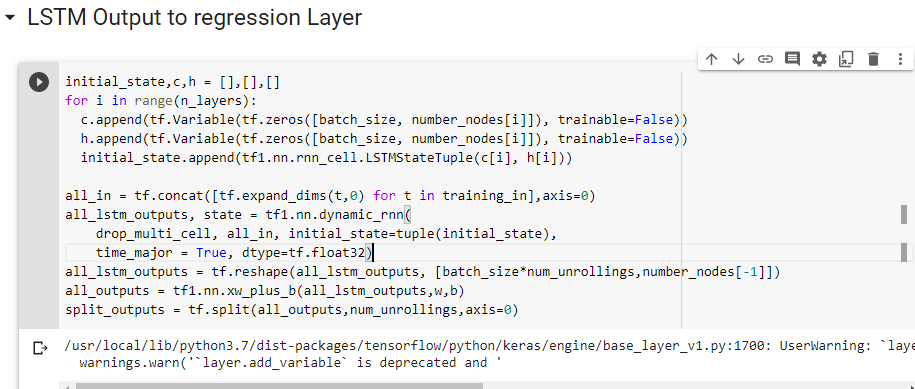 LSTM Output to regression Layer
initial_state,c,h = [],[],[]
for i in range(n_layers):
  c.append(tf.Variable(tf.zeros([batch_size, number_nodes[i]]), trainable=False))
  h.append(tf.Variable(tf.zeros([batch_size, number_nodes[i]]), trainable=False))
  initial_state.append(tf1.nn.rnn_cell.LSTMStateTuple(c[i], h[i]))

all_in = tf.concat([tf.expand_dims(t,0) for t in training_in],axis=0)
all_lstm_outputs, state = tf1.nn.dynamic_rnn(
    drop_multi_cell, all_in, initial_state=tuple(initial_state),
    time_major = True, dtype=tf.float32)
all_lstm_outputs = tf.reshape(all_lstm_outputs, [batch_size*num_unrollings,number_nodes[-1]])
all_outputs = tf1.nn.xw_plus_b(all_lstm_outputs,w,b)
split_outputs = tf.split(all_outputs,num_unrollings,axis=0)
/usr/local/lib/python3.7/dist-packages/tensorflow/python/keras/engine/base_layer_v1.py:1700: UserWarning: `laye
  warnings.warn('`layer.add_variable` is deprecated and '